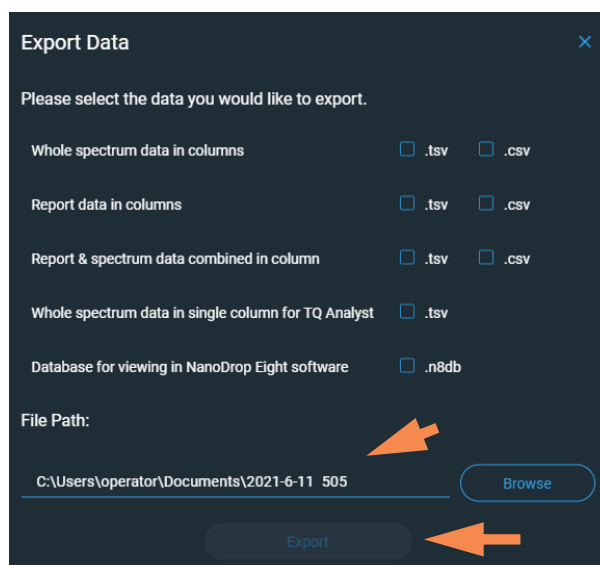 Export Data
Please select the data you would like to export.
Whole spectrum data in columns .tsv .csv
Report data in columns .tsv .csv
Report & spectrum data combined in column .tsv .csv
Whole spectrum data in single column for TQ Analyst .tsv
Database for viewing in NanoDrop Eight software .n8db
File Path:
C:\Users\operator\Documents\2021-6-11 505 Browse
Export